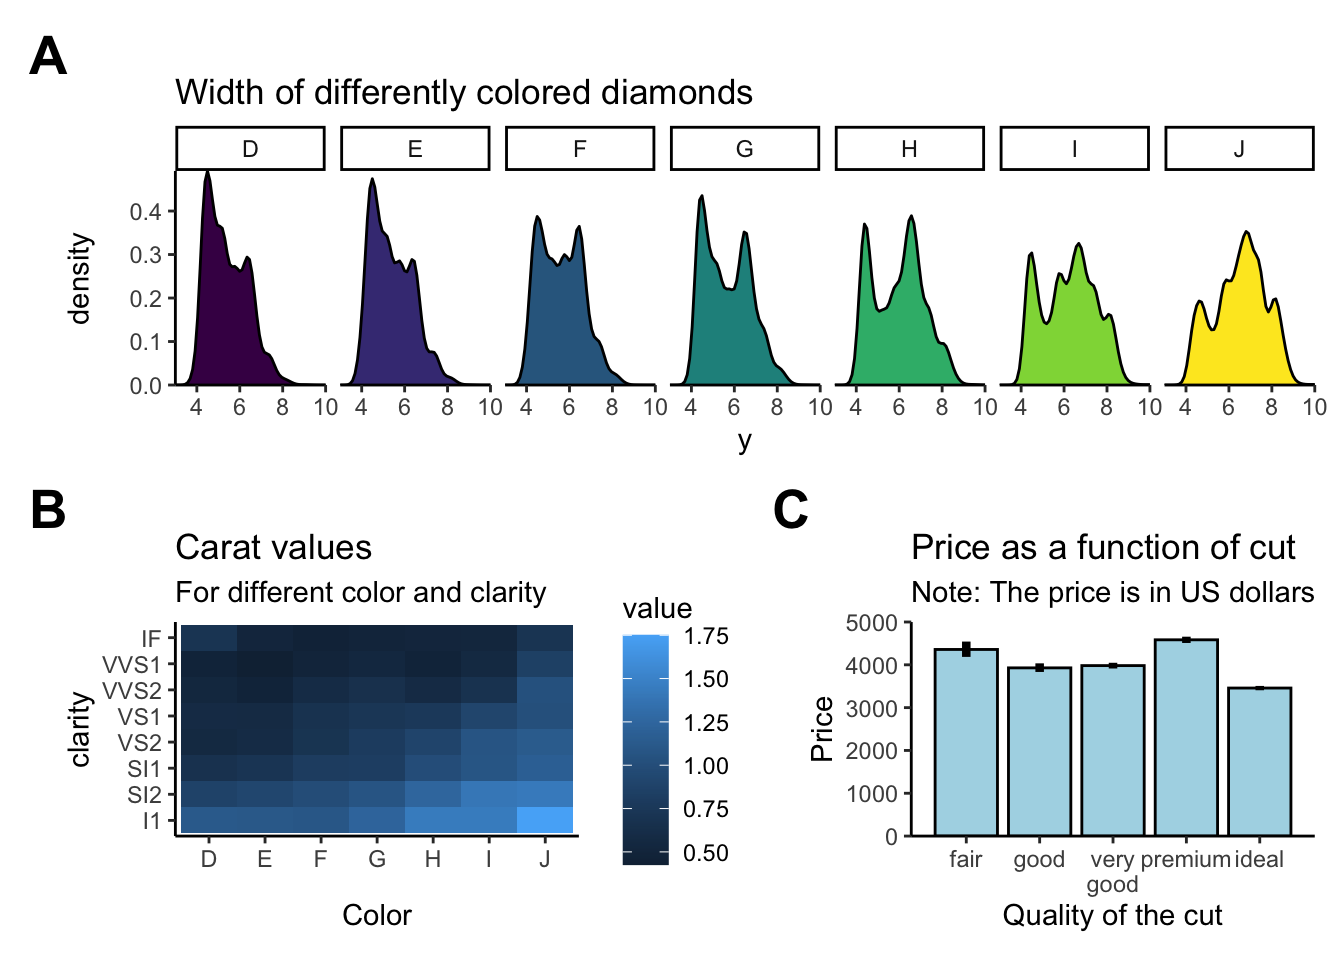 A
Width of differently colored diamonds
D E F G H I J
density
0.4
0.3
0.2
0.1
0.0
4 6 8 10 4 6 8 10 4 6 8 10 4 6 8 10 4 6 8 10 4 6 8 10 4 6 8 10
y
B
Carat values
For different color and clarity
clarity
IF
VVS1
VVS2
VS1
VS2
SI1
SI2
I1
D E F G H I J
Color
value
1.75
1.50
1.25
1.00
0.75
0.50
C
Price as a function of cut
Note: The price is in US dollars
Price
5000
4000
3000
2000
1000
0
fair good very premium ideal
good
Quality of the cut